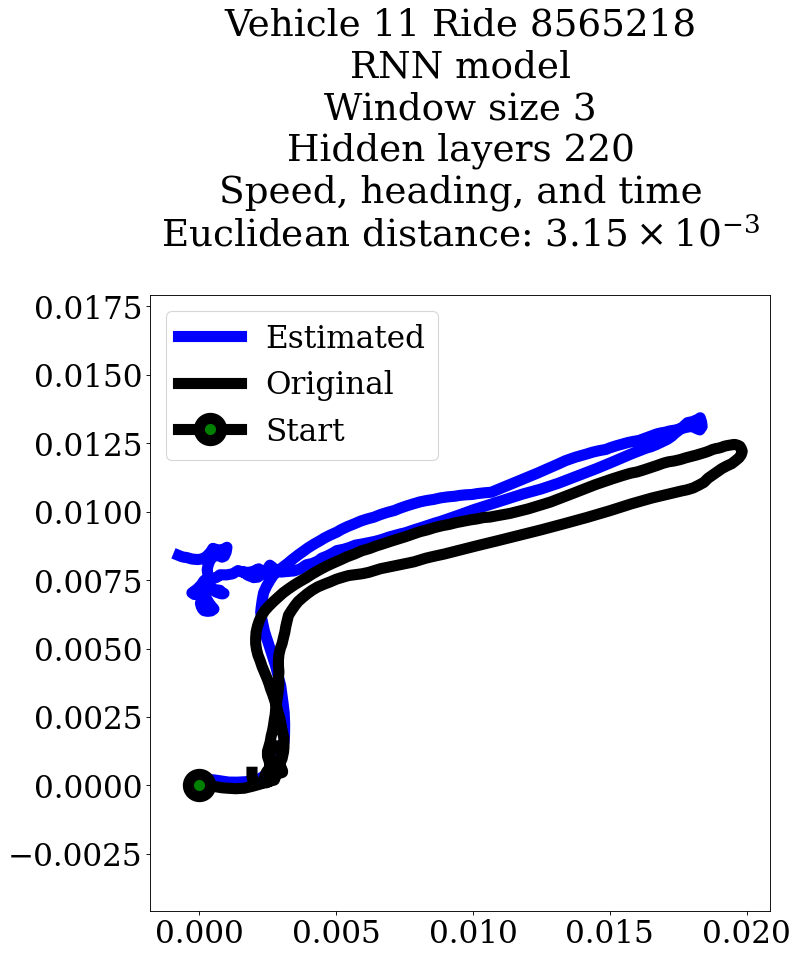 Vehicle 11 Ride 8565218
RNN model
Window size 3
Hidden layers 220
Speed, heading, and time
Euclidean distance: 3.15 × 10⁻³
Estimated
Original
Start
0.0175
0.0150
0.0125
0.0100
0.0075
0.0050
0.0025
0.0000
−0.0025
0.000 0.005 0.010 0.015 0.020